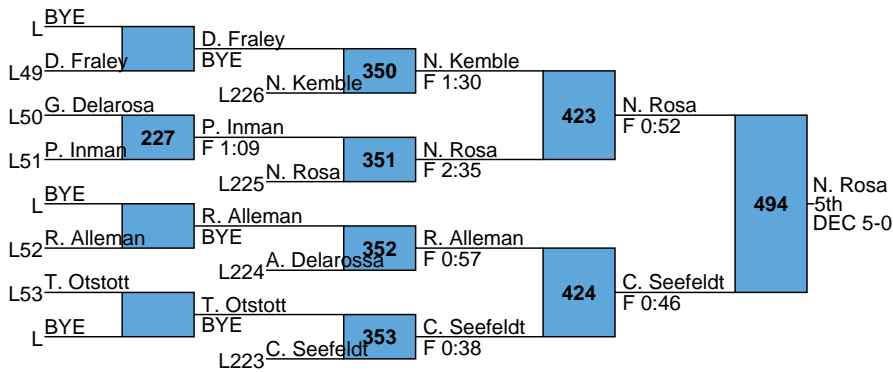 BYE
L
D. Fraley
L49
D. Fraley
BYE
N. Kemble
L226
350
N. Kemble
F 1:30
G. Delarosa
L50
227
P. Inman
L51
P. Inman
F 1:09
N. Rosa
L225
351
N. Rosa
F 2:35
423
N. Rosa
F 0:52
BYE
L
R. Alleman
L52
R. Alleman
BYE
A. Delarossa
L224
352
R. Alleman
F 0:57
T. Otstott
L53
BYE
L
T. Otstott
BYE
C. Seefeldt
L223
353
C. Seefeldt
F 0:38
424
C. Seefeldt
F 0:46
494
N. Rosa
5th
DEC 5-0